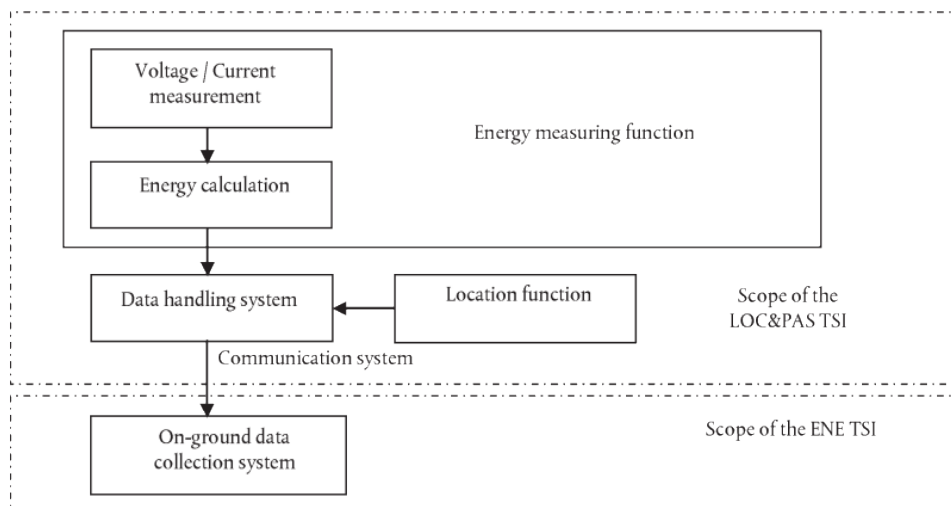 Voltage / Current
measurement
Energy measuring function
Energy calculation
Data handling system
Location function
Scope of the
LOC&PAS TSI
Communication system
On-ground data
collection system
Scope of the ENE TSI